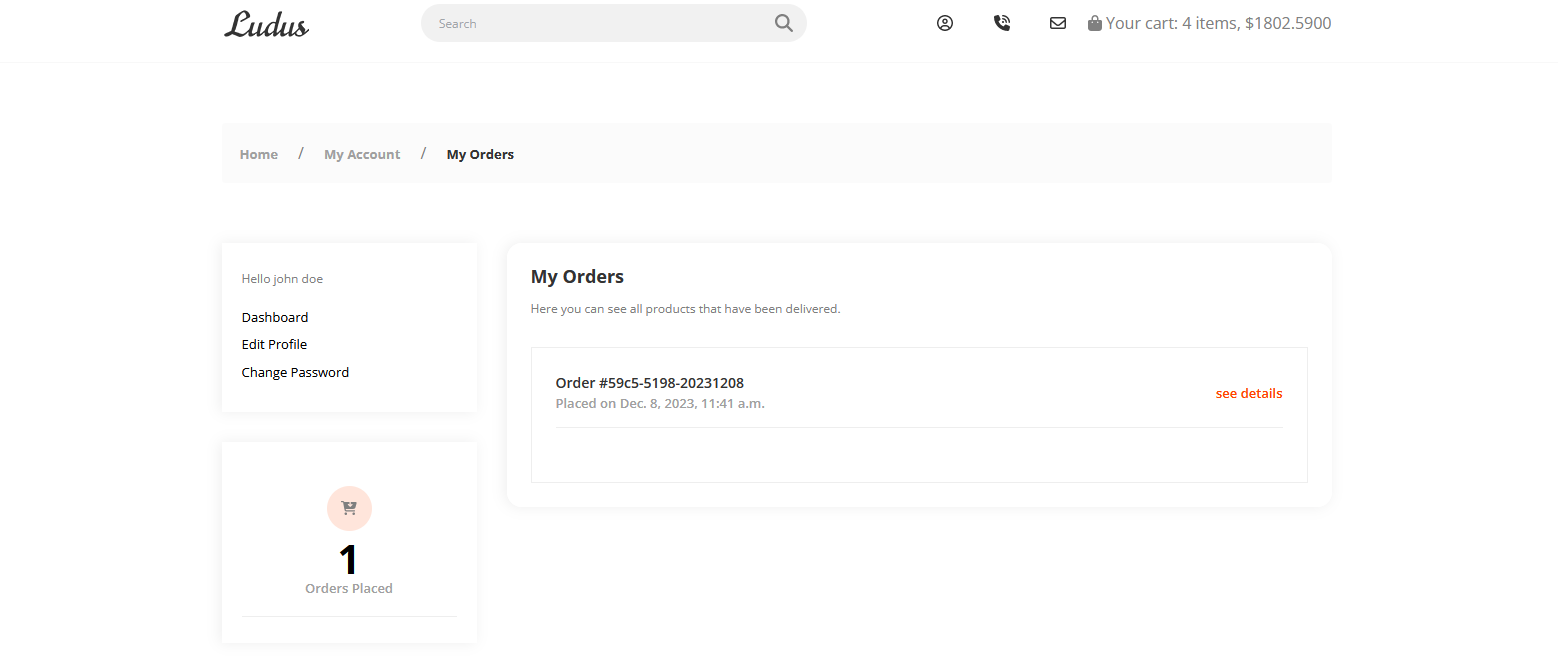 Ludus
Search
Your cart: 4 items, $1802.5900
Home / My Account / My Orders
Hello john doe
Dashboard
Edit Profile
Change Password
1
Orders Placed
My Orders
Here you can see all products that have been delivered.
Order #59c5-5198-20231208
Placed on Dec. 8, 2023, 11:41 a.m.
see details